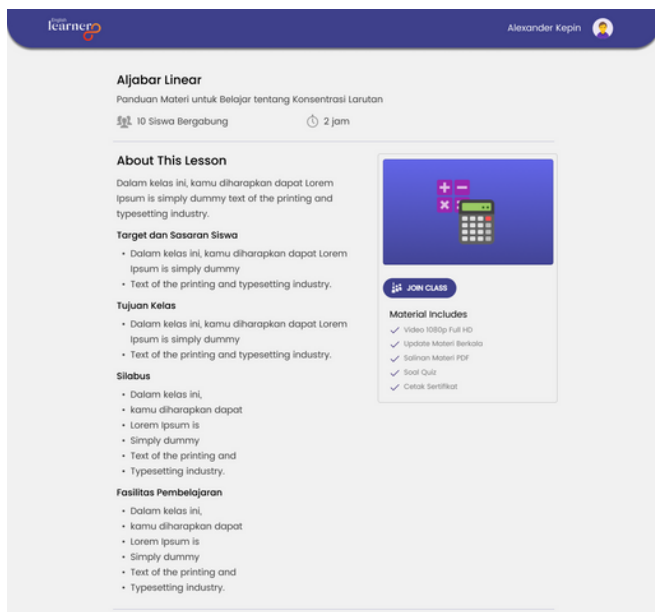 English
learner
Alexander Kepin
Aljabar Linear
Panduan Materi untuk Belajar tentang Konsentrasi Larutan
10 Siswa Bergabung
2 jam
About This Lesson
Dalam kelas ini, kamu diharapkan dapat Lorem
Ipsum is simply dummy text of the printing and
typesetting industry.
Target dan Sasaran Siswa
• Dalam kelas ini, kamu diharapkan dapat Lorem
Ipsum is simply dummy
• Text of the printing and typesetting industry.
Tujuan Kelas
• Dalam kelas ini, kamu diharapkan dapat Lorem
Ipsum is simply dummy
• Text of the printing and typesetting industry.
Silabus
• Dalam kelas ini,
• kamu diharapkan dapat
• Lorem Ipsum is
• Simply dummy
• Text of the printing and
• Typesetting industry.
Fasilitas Pembelajaran
• Dalam kelas ini,
• kamu diharapkan dapat
• Lorem Ipsum is
• Simply dummy
• Text of the printing and
• Typesetting industry.
JOIN CLASS
Material Includes
Video 1080p Full HD
Update Materi Berkala
Salinan Materi PDF
Soal Quiz
Cetak Sertifikat